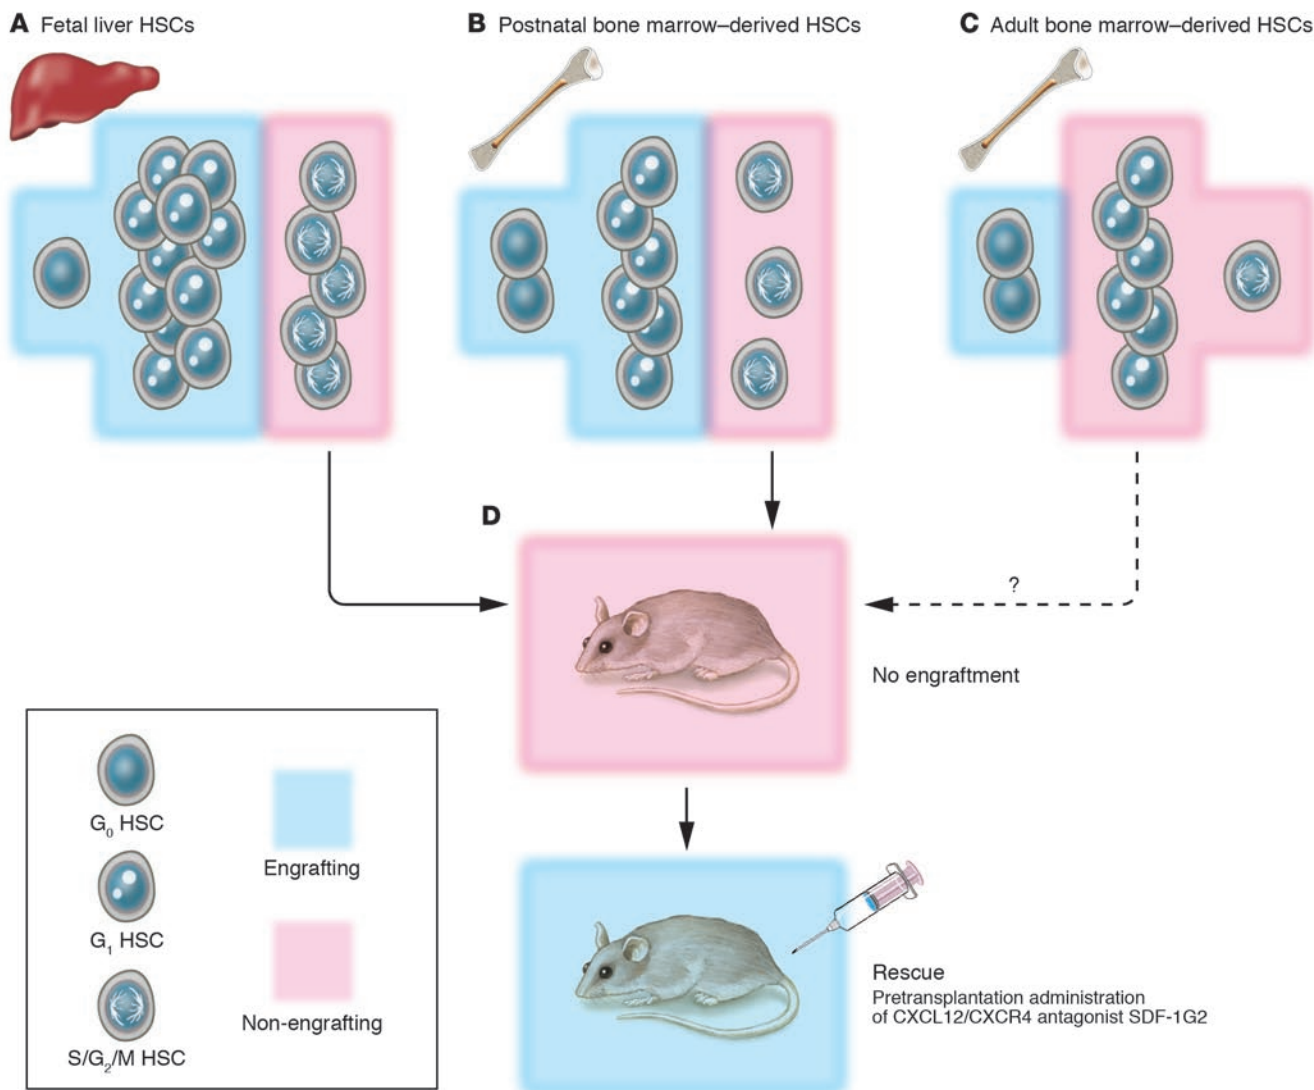 A Fetal liver HSCs
B Postnatal bone marrow–derived HSCs
C Adult bone marrow–derived HSCs
D
?
No engraftment
G₀ HSC
Engrafting
G₁ HSC
Non-engrafting
S/G₂/M HSC
Rescue
Pretransplantation administration
of CXCL12/CXCR4 antagonist SDF-1G2